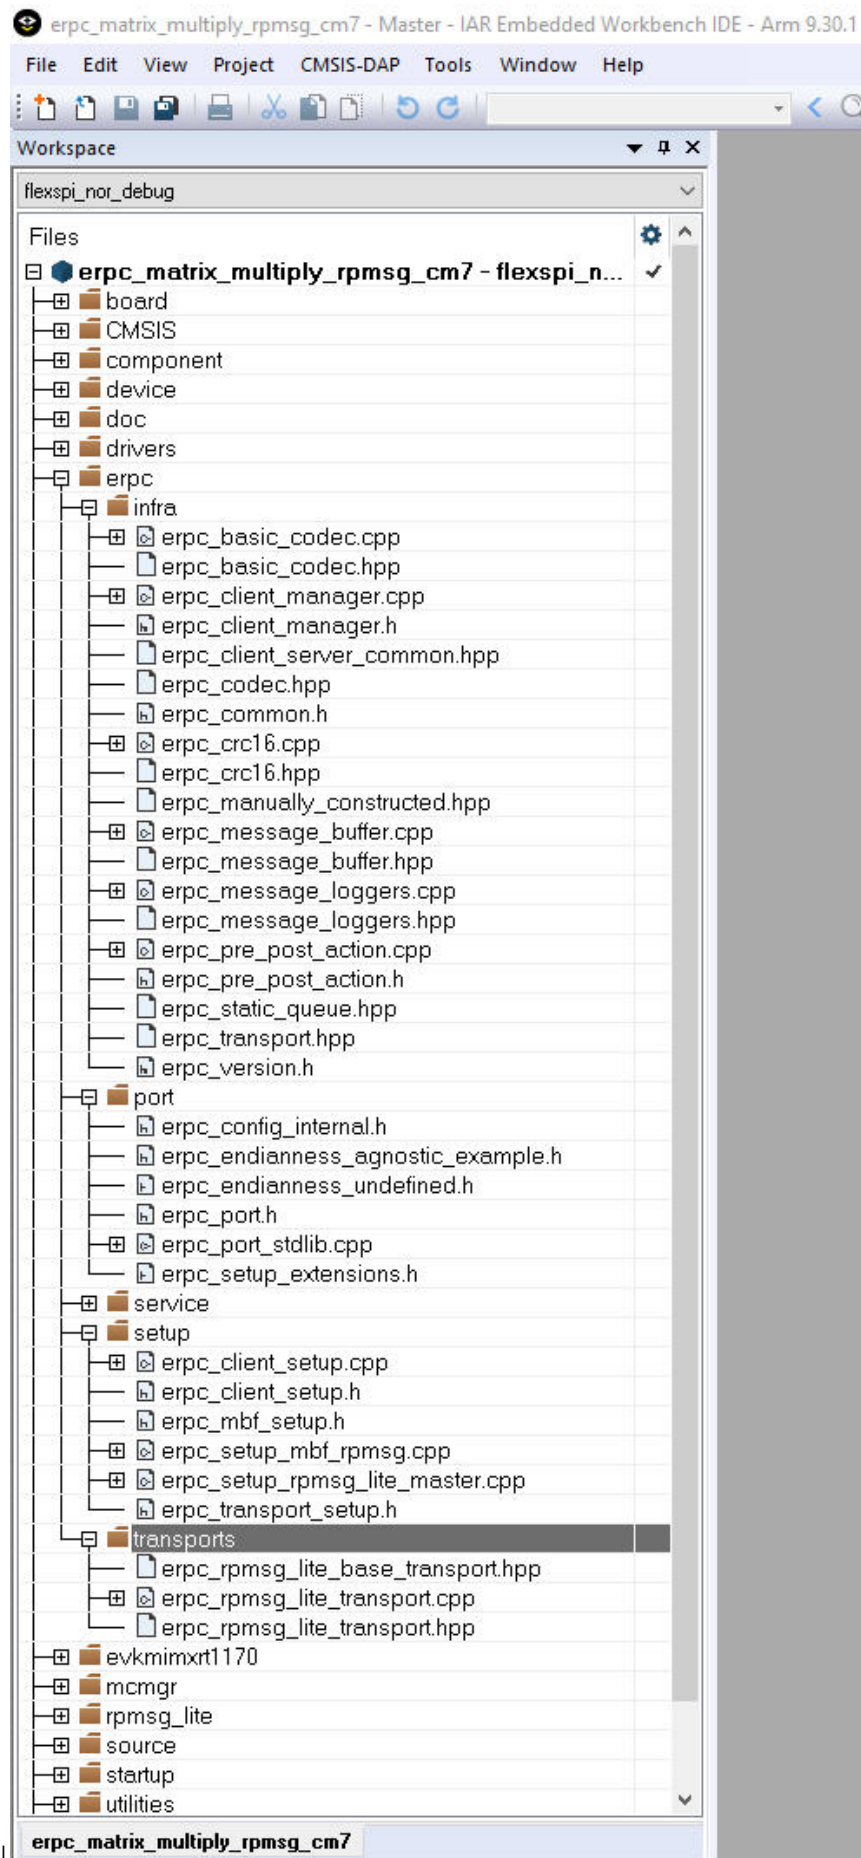 erpc_matrix_multiply_rpmsg_cm7 - Master - IAR Embedded Workbench IDE - Arm 9.30.1
File Edit View Project CMSIS-DAP Tools Window Help
Workspace
flexspi_nor_debug
Files
erpc_matrix_multiply_rpmsg_cm7 - flexspi_n...
board
CMSIS
component
device
doc
drivers
erpc
infra
erpc_basic_codec.cpp
erpc_basic_codec.hpp
erpc_client_manager.cpp
erpc_client_manager.h
erpc_client_server_common.hpp
erpc_codec.hpp
erpc_common.h
erpc_crc16.cpp
erpc_crc16.hpp
erpc_manually_constructed.hpp
erpc_message_buffer.cpp
erpc_message_buffer.hpp
erpc_message_loggers.cpp
erpc_message_loggers.hpp
erpc_pre_post_action.cpp
erpc_pre_post_action.h
erpc_static_queue.hpp
erpc_transport.hpp
erpc_version.h
port
erpc_config_internal.h
erpc_endianness_agnostic_example.h
erpc_endianness_undefined.h
erpc_port.h
erpc_port_stdlib.cpp
erpc_setup_extensions.h
service
setup
erpc_client_setup.cpp
erpc_client_setup.h
erpc_mbf_setup.h
erpc_setup_mbf_rpmsg.cpp
erpc_setup_rpmsg_lite_master.cpp
erpc_transport_setup.h
transports
erpc_rpmsg_lite_base_transport.hpp
erpc_rpmsg_lite_transport.cpp
erpc_rpmsg_lite_transport.hpp
evkmimxrt1170
mcmgr
rpmsg_lite
source
startup
utilities
erpc_matrix_multiply_rpmsg_cm7